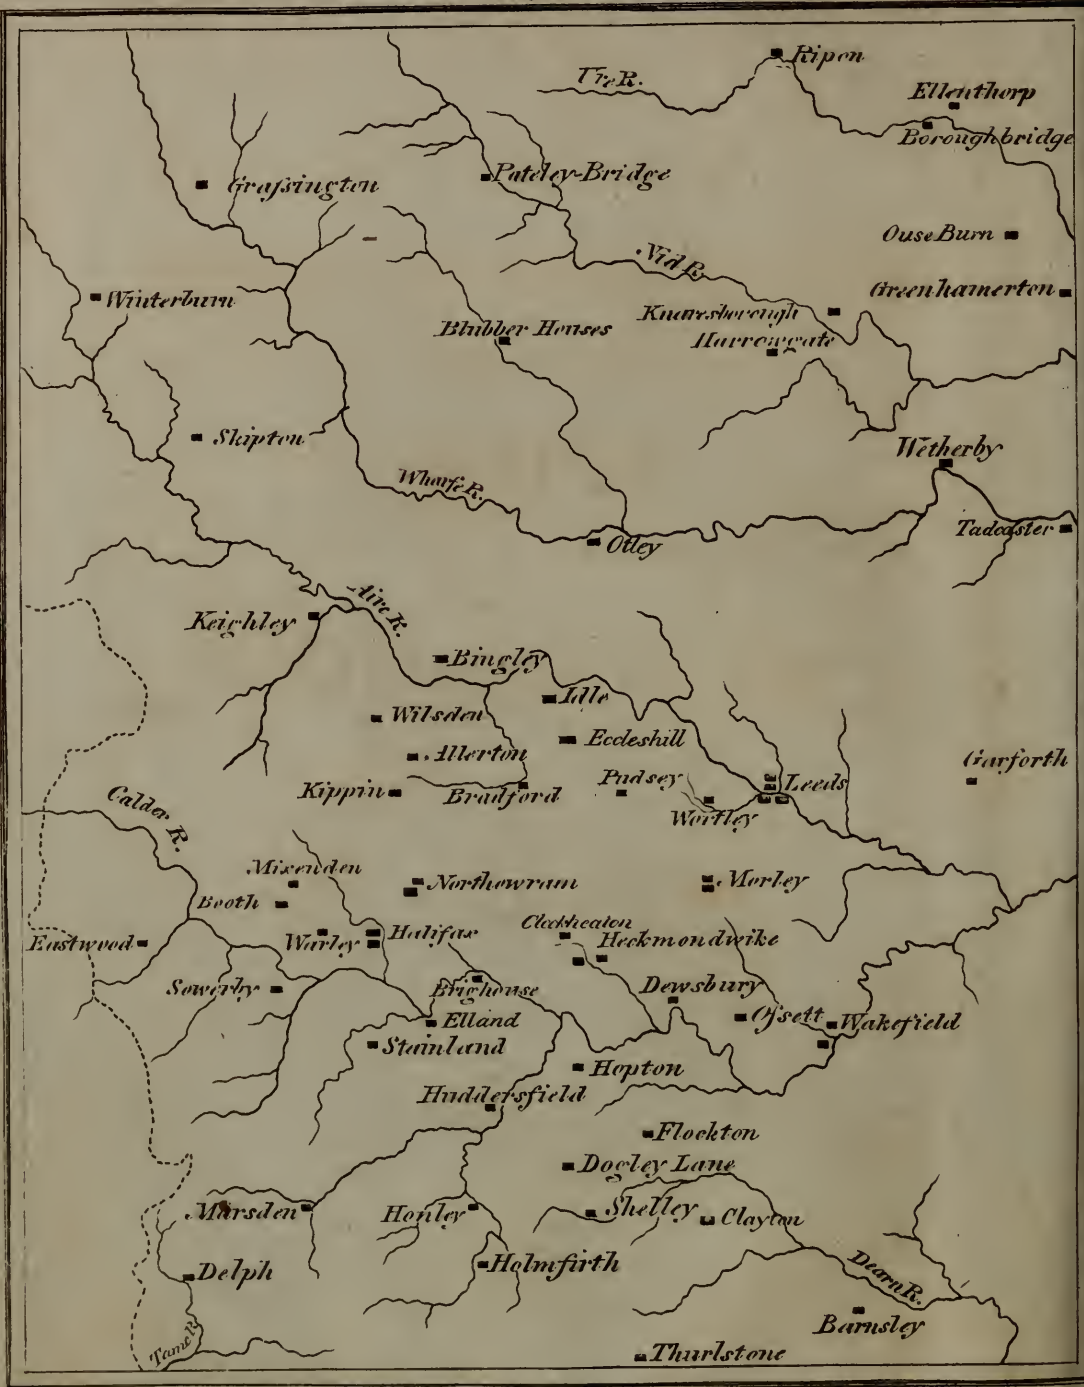 Ripon
Ure R.
Ellenthorp
Boroughbridge
Pateley-Bridge
Graſsington
Ouse Burn
Nid R.
Greenhamerton
Winterburn
Knaresborough
Blubber Houses
Harrowgate
Skipton
Wetherby
Wharfe R.
Tadcaster
Otley
Aire R.
Keighley
Bingley
Idle
Wilsden
Eccleshill
Allerton
Garforth
Pudsey
Leeds
Kippin
Bradford
Calder R.
Wortley
Mixenden
Northowram
Morley
Booth
Clackheaton
Eastwood
Warley
Halifax
Heckmondwike
Sowerby
Brighouse
Dewsbury
Elland
Oſsett
Wakefield
Stainland
Hopton
Huddersfield
Flockton
Dogley Lane
Marsden
Honley
Shelley
Clayton
Delph
Holmfirth
Dearn R.
Barnsley
Tame R.
Thurlstone